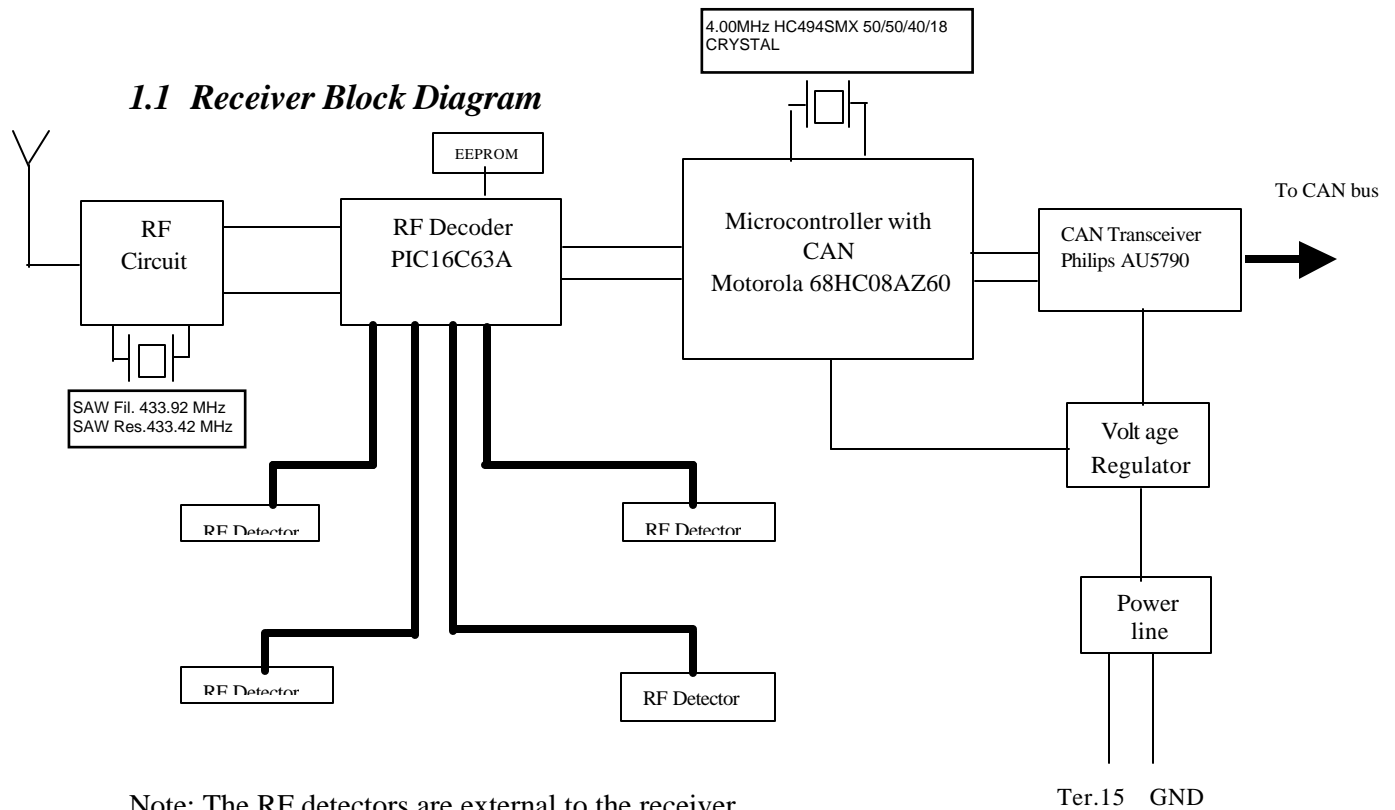 4.00MHz HC494SMX 50/50/40/18
CRYSTAL
1.1 Receiver Block Diagram
EEPROM
To CAN bus
RF
Circuit
RF Decoder
PIC16C63A
Microcontroller with
CAN
Motorola 68HC08AZ60
CAN Transceiver
Philips AU5790
SAW Fil. 433.92 MHz
SAW Res.433.42 MHz
Volt age
Regulator
RF Detector
RF Detector
Power
line
RF Detector
RF Detector
Note: The RF detectors are external to the receiver
Ter.15 GND